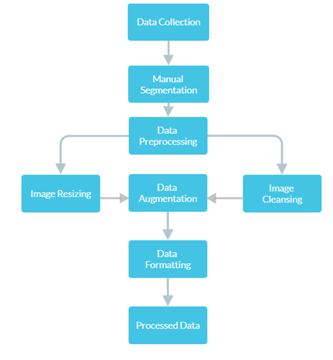 Data Collection
Manual
Segmentation
Data
Preprocessing
Image Resizing
Data
Augmentation
Image
Cleansing
Data
Formatting
Processed Data